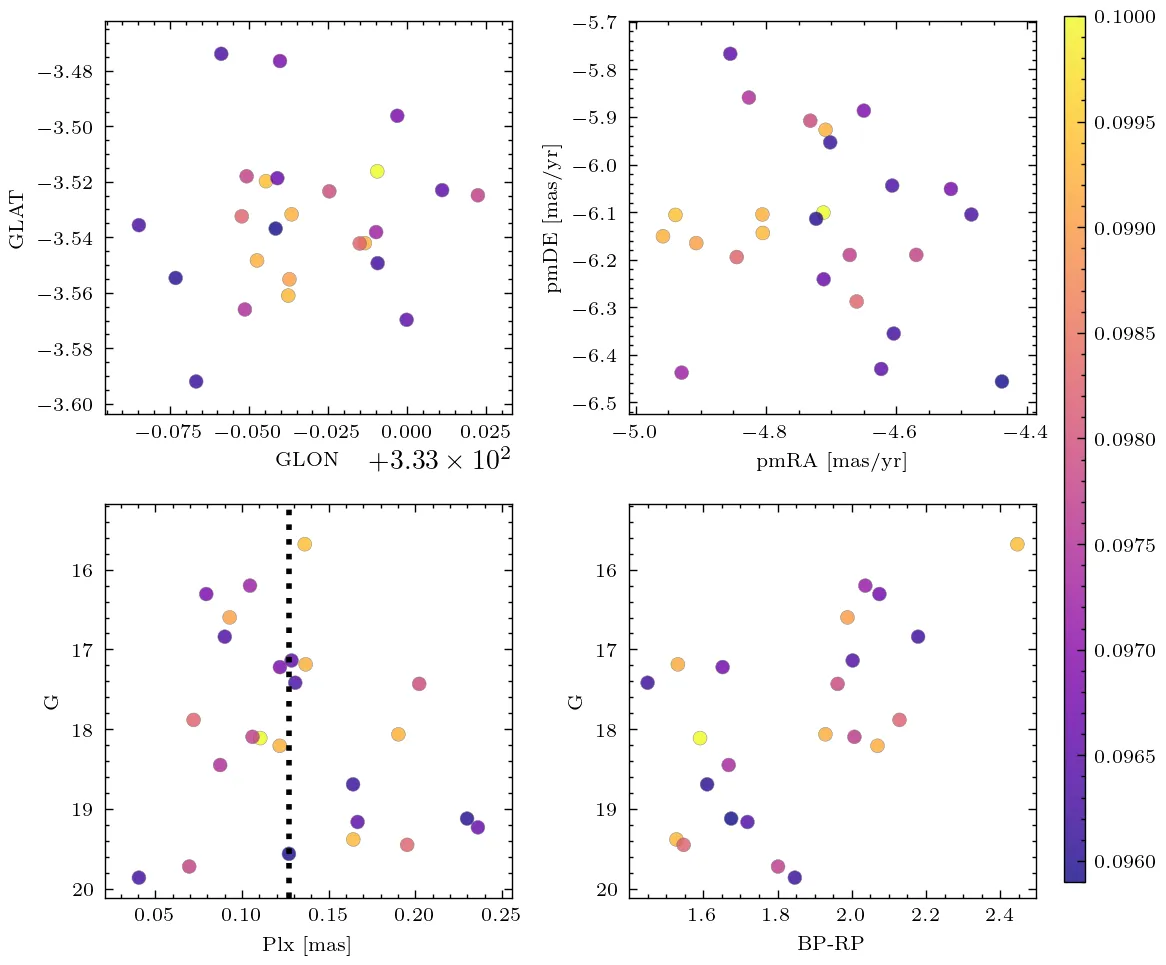 −3.48
−3.50
−3.52
−3.54
−3.56
−3.58
−3.60
GLAT
−0.075 −0.050 −0.025 0.000 0.025
GLON +3.33 × 10²
−5.7
−5.8
−5.9
−6.0
−6.1
−6.2
−6.3
−6.4
−6.5
pmDE [mas/yr]
−5.0 −4.8 −4.6 −4.4
pmRA [mas/yr]
16
17
18
19
20
G
0.05 0.10 0.15 0.20 0.25
Plx [mas]
16
17
18
19
20
G
1.6 1.8 2.0 2.2 2.4
BP-RP
0.1000
0.0995
0.0990
0.0985
0.0980
0.0975
0.0970
0.0965
0.0960